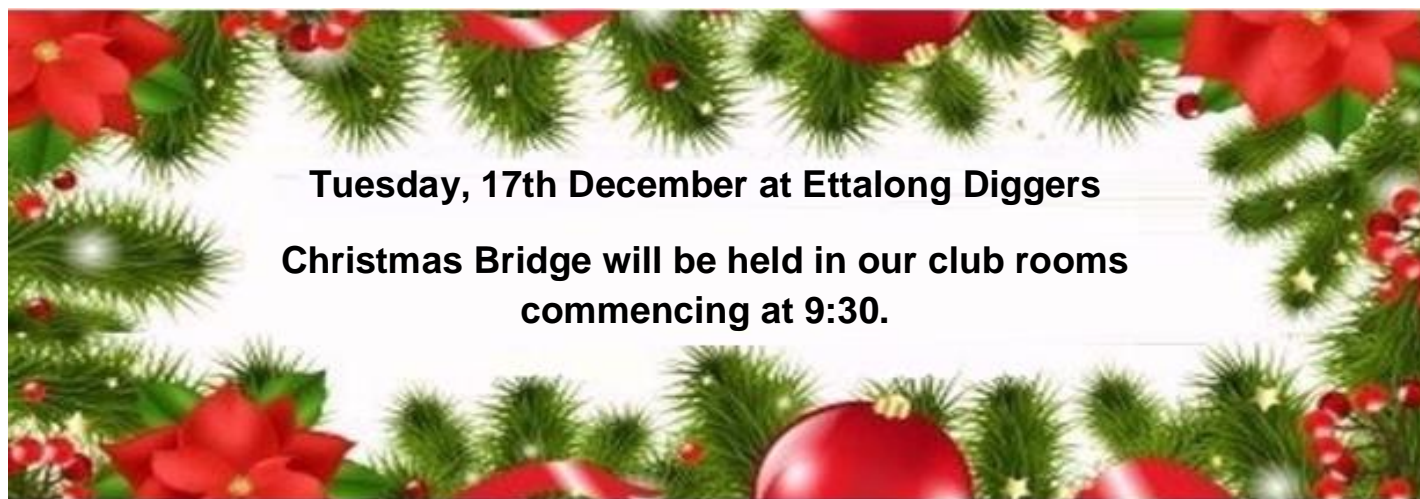 Tuesday, 17th December at Ettalong Diggers
Christmas Bridge will be held in our club rooms
commencing at 9:30.